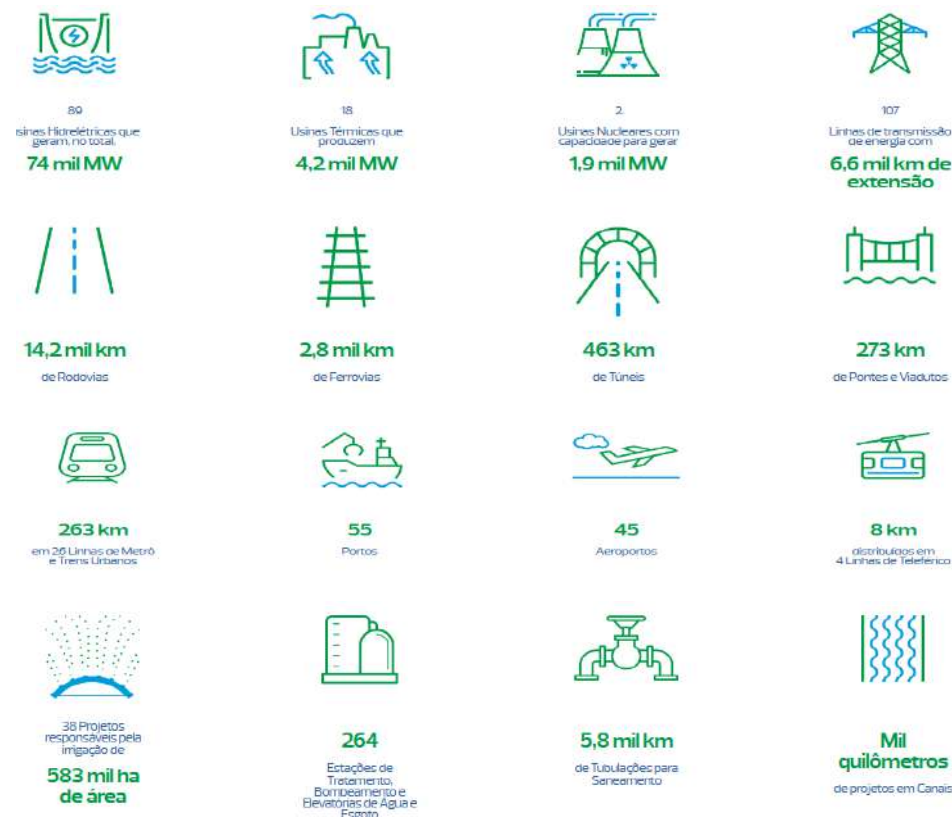 89
sinas Hidrelétricas que
geram, no total,
74 mil MW
18
Usinas Térmicas que
produzem
4,2 mil MW
2
Usinas Nucleares com
capacidade para gerar
1,9 mil MW
107
Linhas de transmissão
de energia com
6,6 mil km de
extensão
14,2 mil km
de Rodovias
2,8 mil km
de Ferrovias
463 km
de Túneis
273 km
de Pontes e Viadutos
263 km
em 26 Linhas de Metrô
e Trens Urbanos
55
Portos
45
Aeroportos
8 km
distribuídos em
4 Linhas de Teleférico
38 Projetos
responsáveis pela
irrigação de
583 mil ha
de área
264
Estações de
Tratamento,
Bombeamento e
Elevatórias de Água e
Esgoto
5,8 mil km
de Tubulações para
Saneamento
Mil
quilômetros
de projetos em Canais